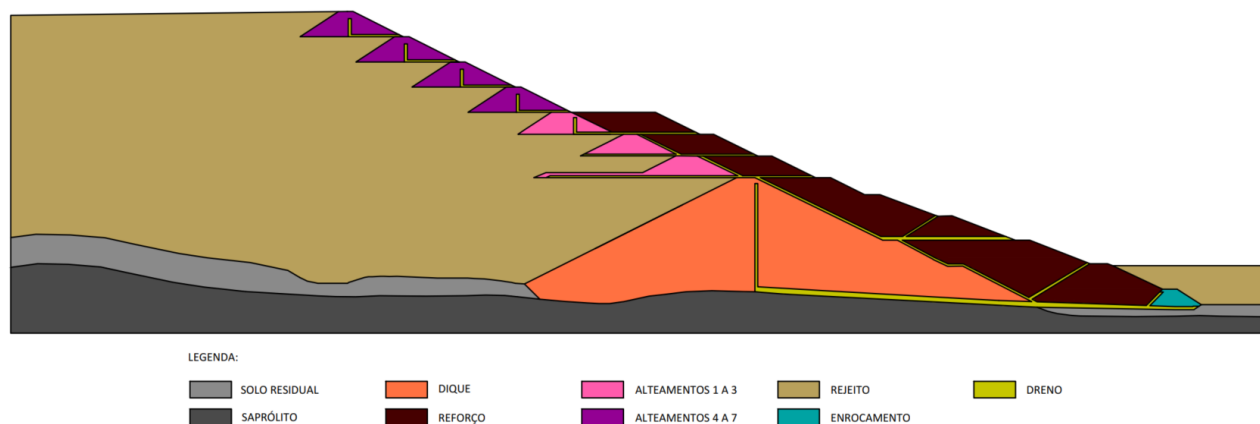 LEGENDA:
SOLO RESIDUAL
DIQUE
ALTEAMENTOS 1 A 3
REJEITO
DRENO
SAPRÓLITO
REFORÇO
ALTEAMENTOS 4 A 7
ENROCAMENTO